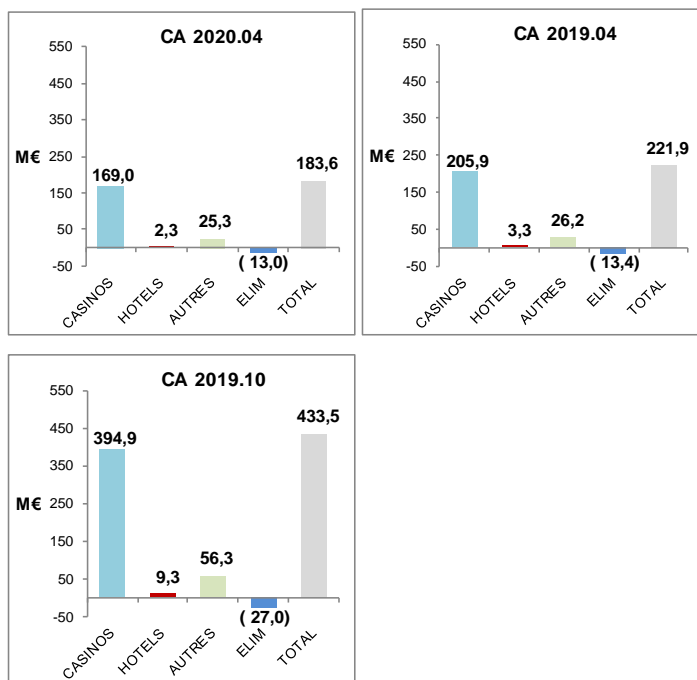 CA 2020.04
550
450
350
250
150
50
-50
M€
169,0
2,3
25,3
( 13,0)
183,6
CASINOS
HOTELS
AUTRES
ELIM
TOTAL
CA 2019.04
550
450
350
250
150
50
-50
M€
205,9
3,3
26,2
( 13,4)
221,9
CASINOS
HOTELS
AUTRES
ELIM
TOTAL
CA 2019.10
550
450
350
250
150
50
-50
M€
394,9
9,3
56,3
( 27,0)
433,5
CASINOS
HOTELS
AUTRES
ELIM
TOTAL